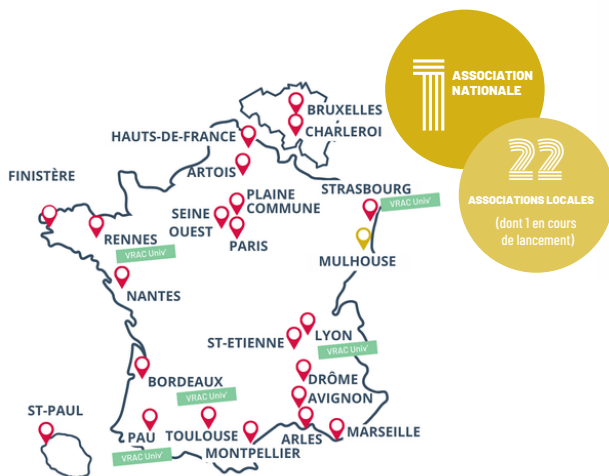 1
ASSOCIATION
NATIONALE
22
ASSOCIATIONS LOCALES
(dont 1 en cours
de lancement)
BRUXELLES
CHARLEROI
HAUTS-DE-FRANCE
ARTOIS
FINISTÈRE
PLAINE
COMMUNE
STRASBOURG
VRAC Univ'
SEINE
OUEST
PARIS
RENNES
VRAC Univ'
MULHOUSE
NANTES
ST-ETIENNE
LYON
VRAC Univ'
DRÔME
BORDEAUX
VRAC Univ'
AVIGNON
ST-PAUL
PAU
VRAC Univ'
TOULOUSE
MONTPELLIER
ARLES
MARSEILLE